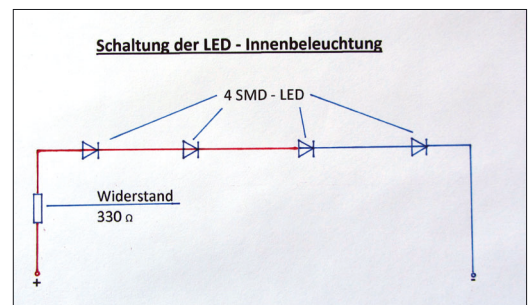 Schaltung der LED - Innenbeleuchtung
4 SMD - LED
Widerstand
330 Ω
+
-